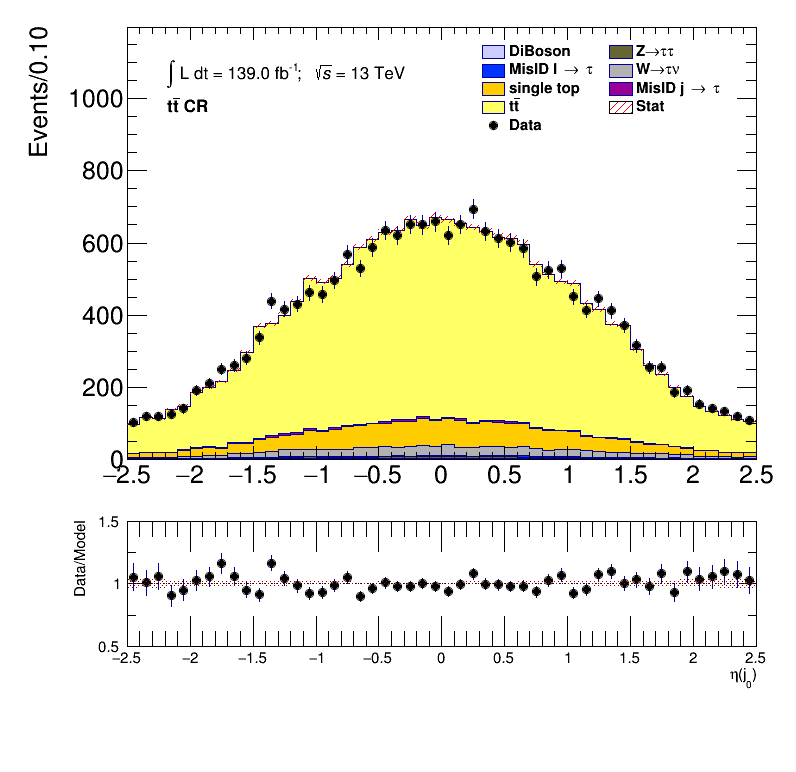 Events/0.10
∫ L dt = 139.0 fb⁻¹; √s = 13 TeV
tt̄ CR
DiBoson
MisID l → τ
single top
tt̄
Data
Z→ττ
W→τν
MisID j → τ
Stat
1000
800
600
400
200
0
−2.5 −2 −1.5 −1 −0.5 0 0.5 1 1.5 2 2.5
Data/Model
1.5
1
0.5
−2.5 −2 −1.5 −1 −0.5 0 0.5 1 1.5 2 2.5
η(j₀)